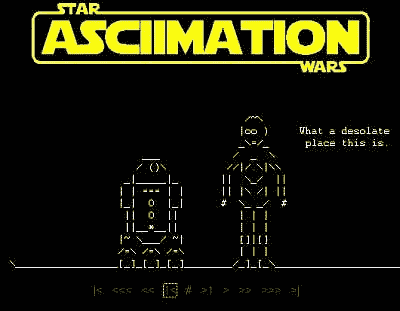 STAR
ASCIIMATION
WARS
What a desolate
place this is.
|< <<< << |< # >| > >> >>> >|